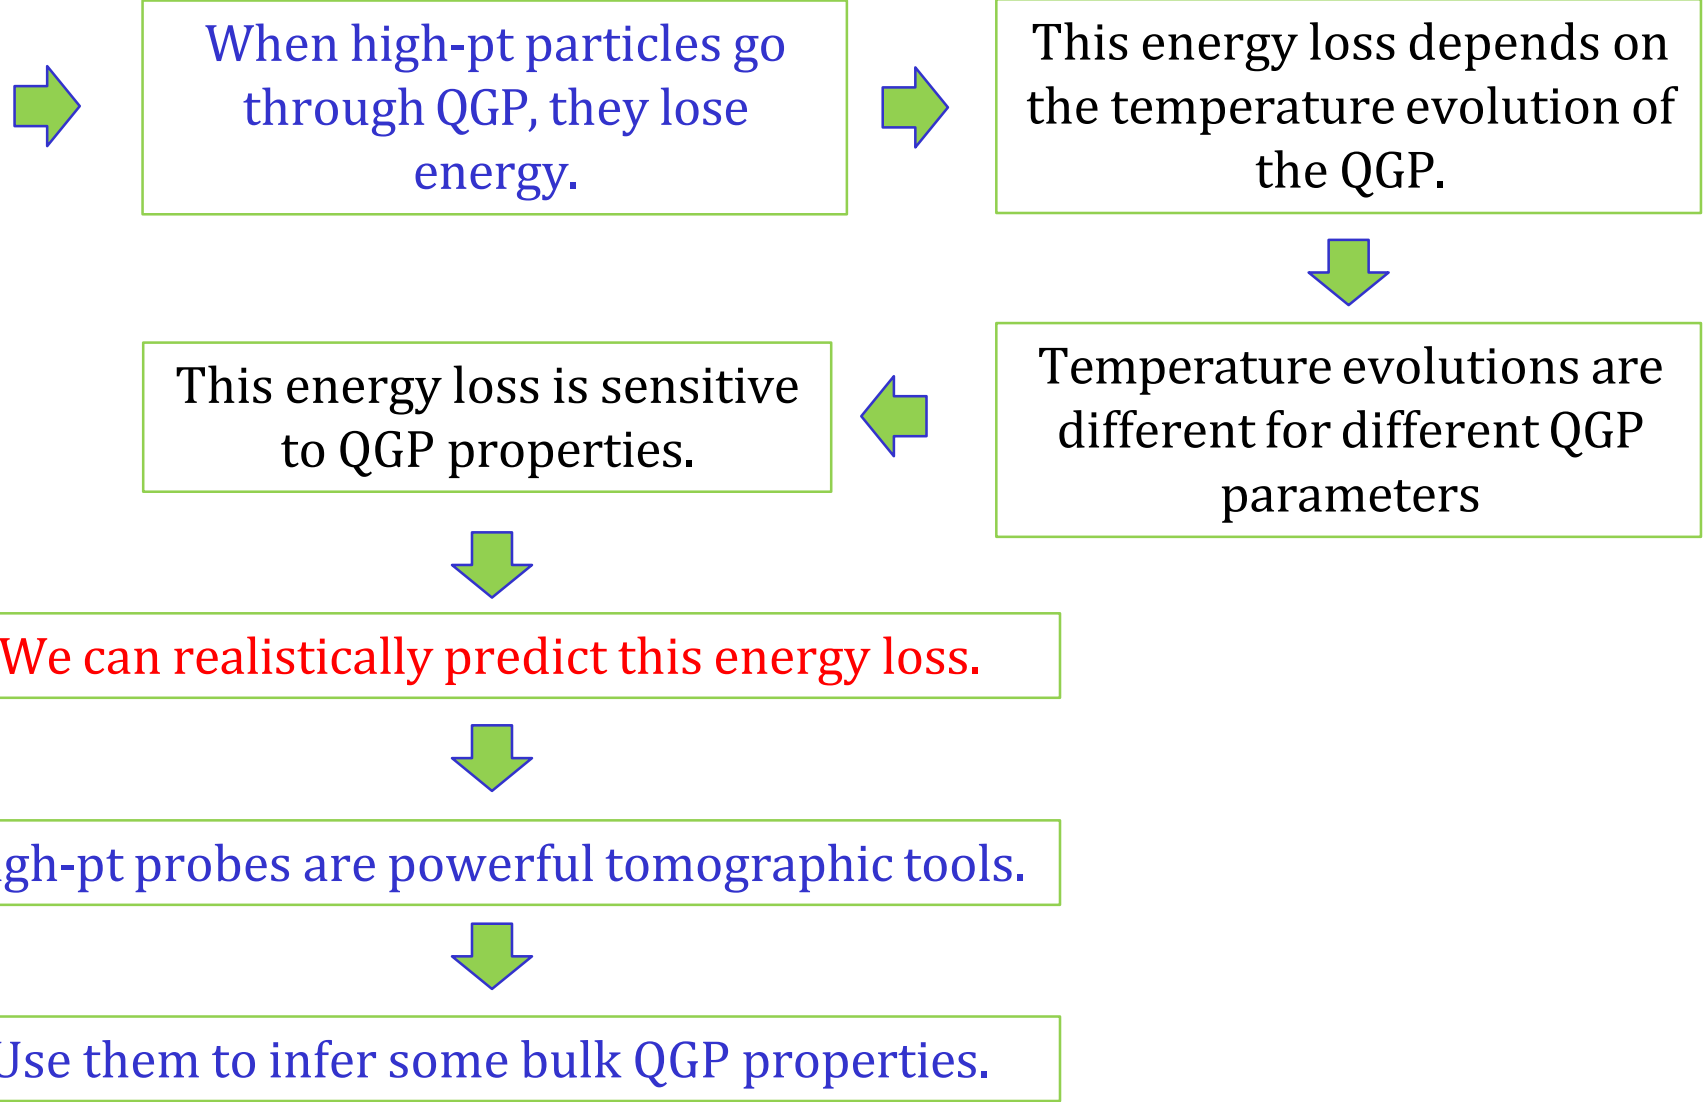 When high-pt particles go
through QGP, they lose
energy.
This energy loss depends on
the temperature evolution of
the QGP.
Temperature evolutions are
different for different QGP
parameters
This energy loss is sensitive
to QGP properties.
We can realistically predict this energy loss.
gh-pt probes are powerful tomographic tools.
Use them to infer some bulk QGP properties.